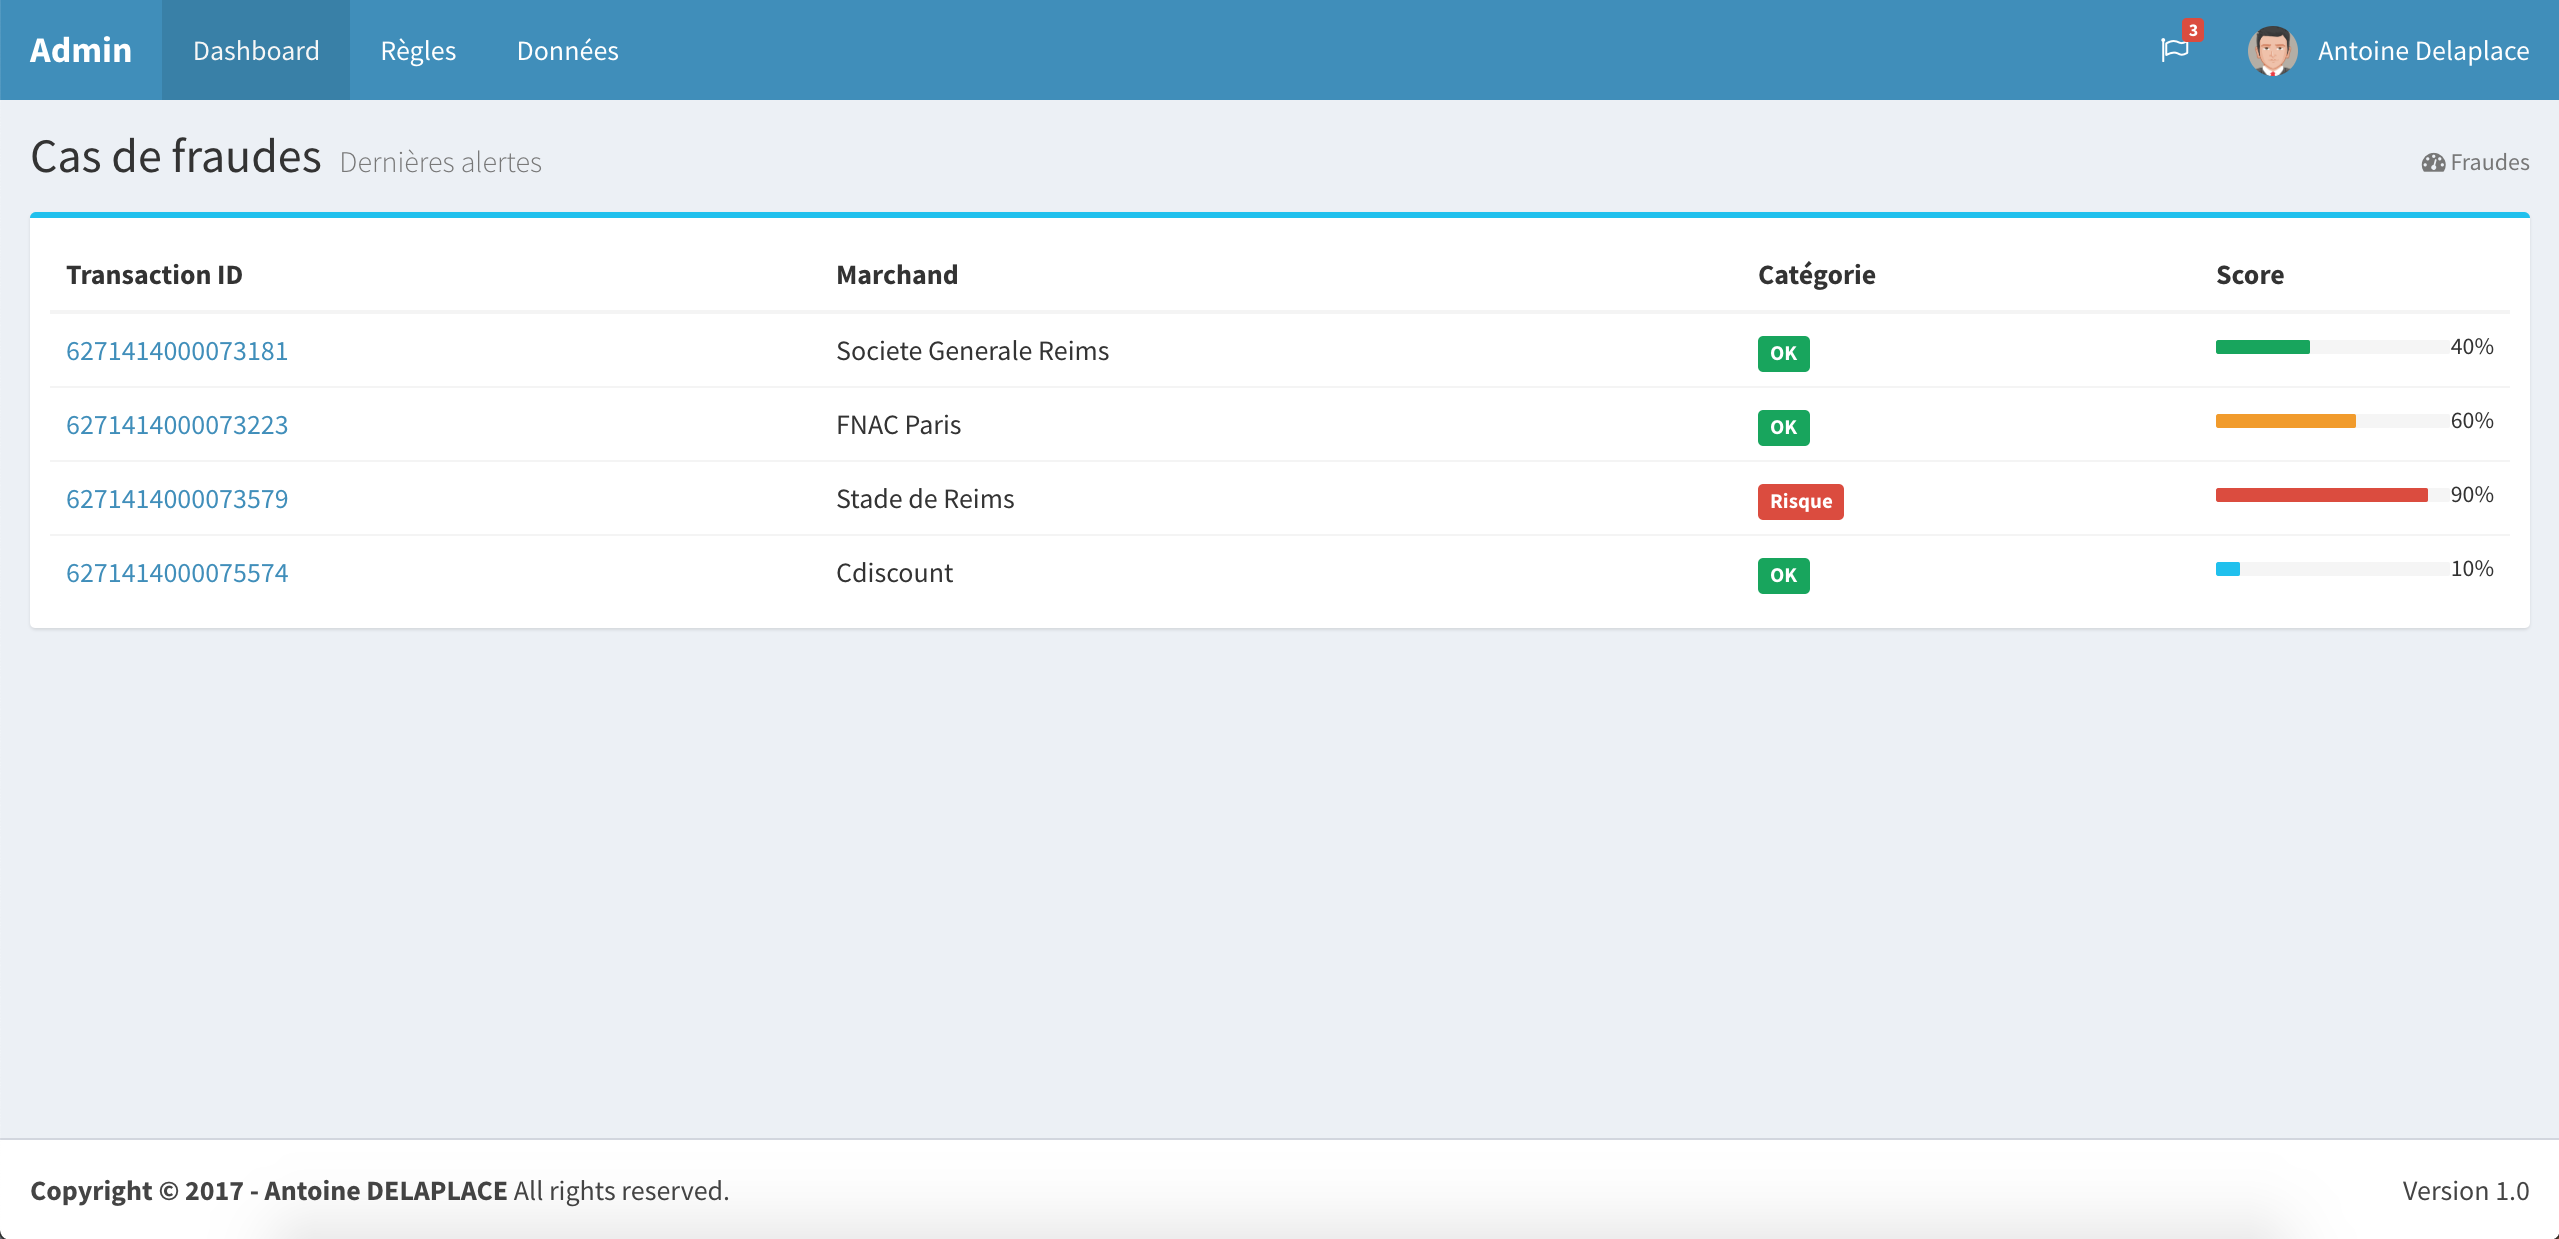 Admin Dashboard Règles Données 3 Antoine Delaplace
Cas de fraudes Dernières alertes Fraudes
Transaction ID Marchand Catégorie Score
6271414000073181 Societe Generale Reims OK 40%
6271414000073223 FNAC Paris OK 60%
6271414000073579 Stade de Reims Risque 90%
6271414000075574 Cdiscount OK 10%
Copyright © 2017 - Antoine DELAPLACE All rights reserved. Version 1.0